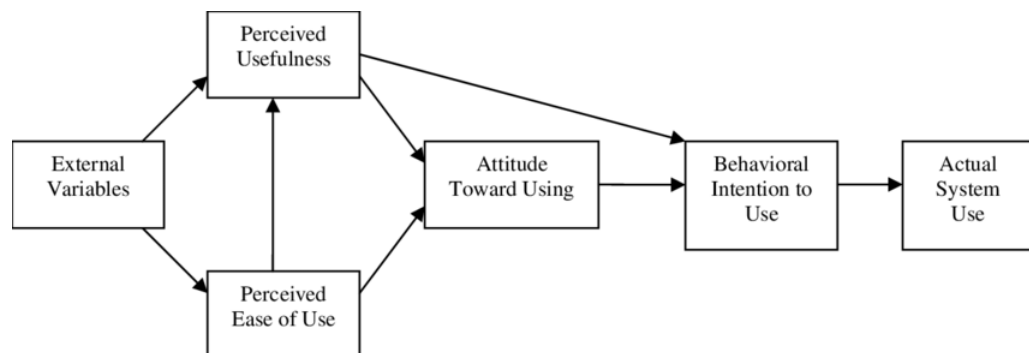 Perceived
Usefulness
External
Variables
Attitude
Toward Using
Behavioral
Intention to
Use
Actual
System
Use
Perceived
Ease of Use